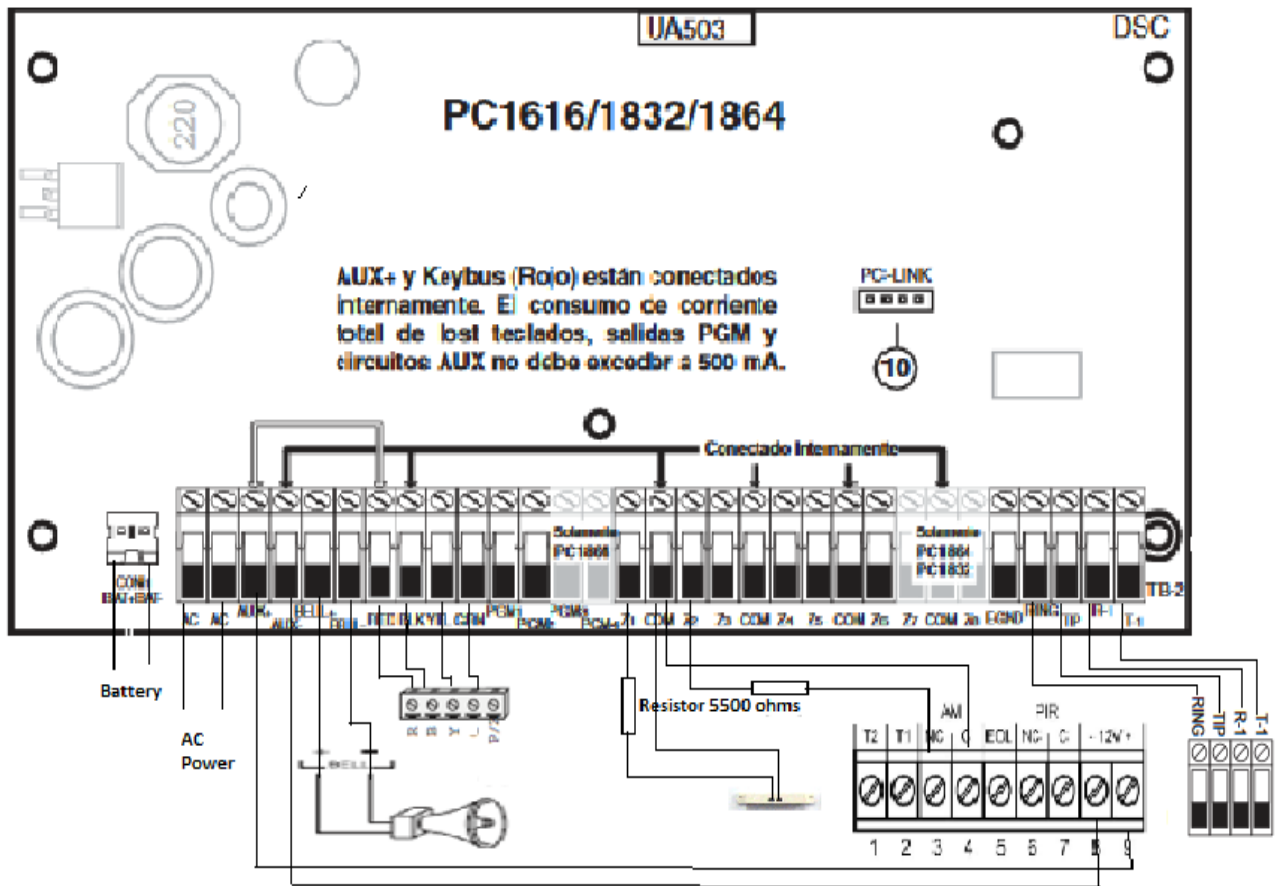 UA503
DSC
PC1616/1832/1864
220
AUX+ y Keybus (Rojo) están conectados
internamente. El consumo de corriente
total de lost teclados, salidas PGM y
circuitos AUX no debe exceder a 500 mA.
PC-LINK
10
Conectado Internamente
Solamente
Solamente
PC1864
PC1832
CON1
BAT+ BAT-
TB-2
AC AC AUX+ AUX- BELL+ BELL- RED BLK YEL GRN PGM1 PGM2 Z1 COM Z2 Z3 COM Z4 Z5 COM Z6 Z7 COM Z8 EGND RING TIP R-1 T-1
Battery
AC
Power
R B Y
BELL
Resistor 5500 ohms
AM PIR
T2 T1 NC C EOL NC C - 12V +
1 2 3 4 5 6 7 8 9
RING TIP R-1 T-1